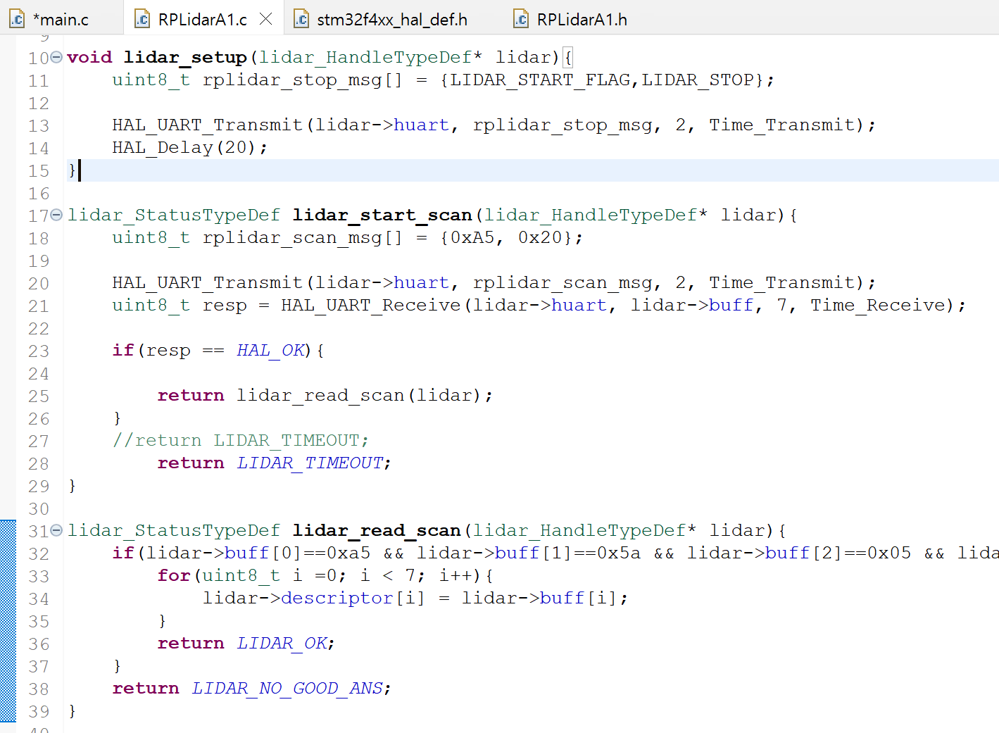 *main.c RPLidarA1.c stm32f4xx_hal_def.h RPLidarA1.h
9
10 void lidar_setup(lidar_HandleTypeDef* lidar){
11 uint8_t rplidar_stop_msg[] = {LIDAR_START_FLAG,LIDAR_STOP};
12
13 HAL_UART_Transmit(lidar->huart, rplidar_stop_msg, 2, Time_Transmit);
14 HAL_Delay(20);
15 }
16
17 lidar_StatusTypeDef lidar_start_scan(lidar_HandleTypeDef* lidar){
18 uint8_t rplidar_scan_msg[] = {0xA5, 0x20};
19
20 HAL_UART_Transmit(lidar->huart, rplidar_scan_msg, 2, Time_Transmit);
21 uint8_t resp = HAL_UART_Receive(lidar->huart, lidar->buff, 7, Time_Receive);
22
23 if(resp == HAL_OK){
24
25 return lidar_read_scan(lidar);
26 }
27 //return LIDAR_TIMEOUT;
28 return LIDAR_TIMEOUT;
29 }
30
31 lidar_StatusTypeDef lidar_read_scan(lidar_HandleTypeDef* lidar){
32 if(lidar->buff[0]==0xa5 && lidar->buff[1]==0x5a && lidar->buff[2]==0x05 && lida
33 for(uint8_t i =0; i < 7; i++){
34 lidar->descriptor[i] = lidar->buff[i];
35 }
36 return LIDAR_OK;
37 }
38 return LIDAR_NO_GOOD_ANS;
39 }
40